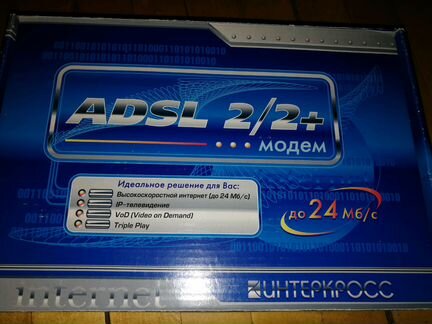 0011001011010101011010
ADSL 2/2+
модем
Идеальное решение для Вас:
Высокоскоростной интернет (до 24 Мб/с)
IP-телевидение
VoD (Video on Demand)
Triple Play
до 24 Мб/с
internet
ИНТЕРКРОСС